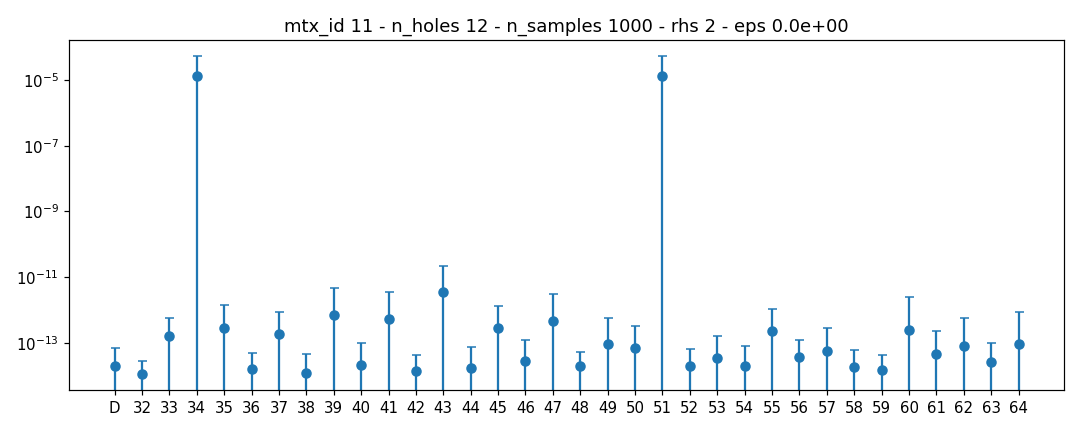 mtx_id 11 - n_holes 12 - n_samples 1000 - rhs 2 - eps 0.0e+00
10⁻⁵
10⁻⁷
10⁻⁹
10⁻¹¹
10⁻¹³
D 32 33 34 35 36 37 38 39 40 41 42 43 44 45 46 47 48 49 50 51 52 53 54 55 56 57 58 59 60 61 62 63 64